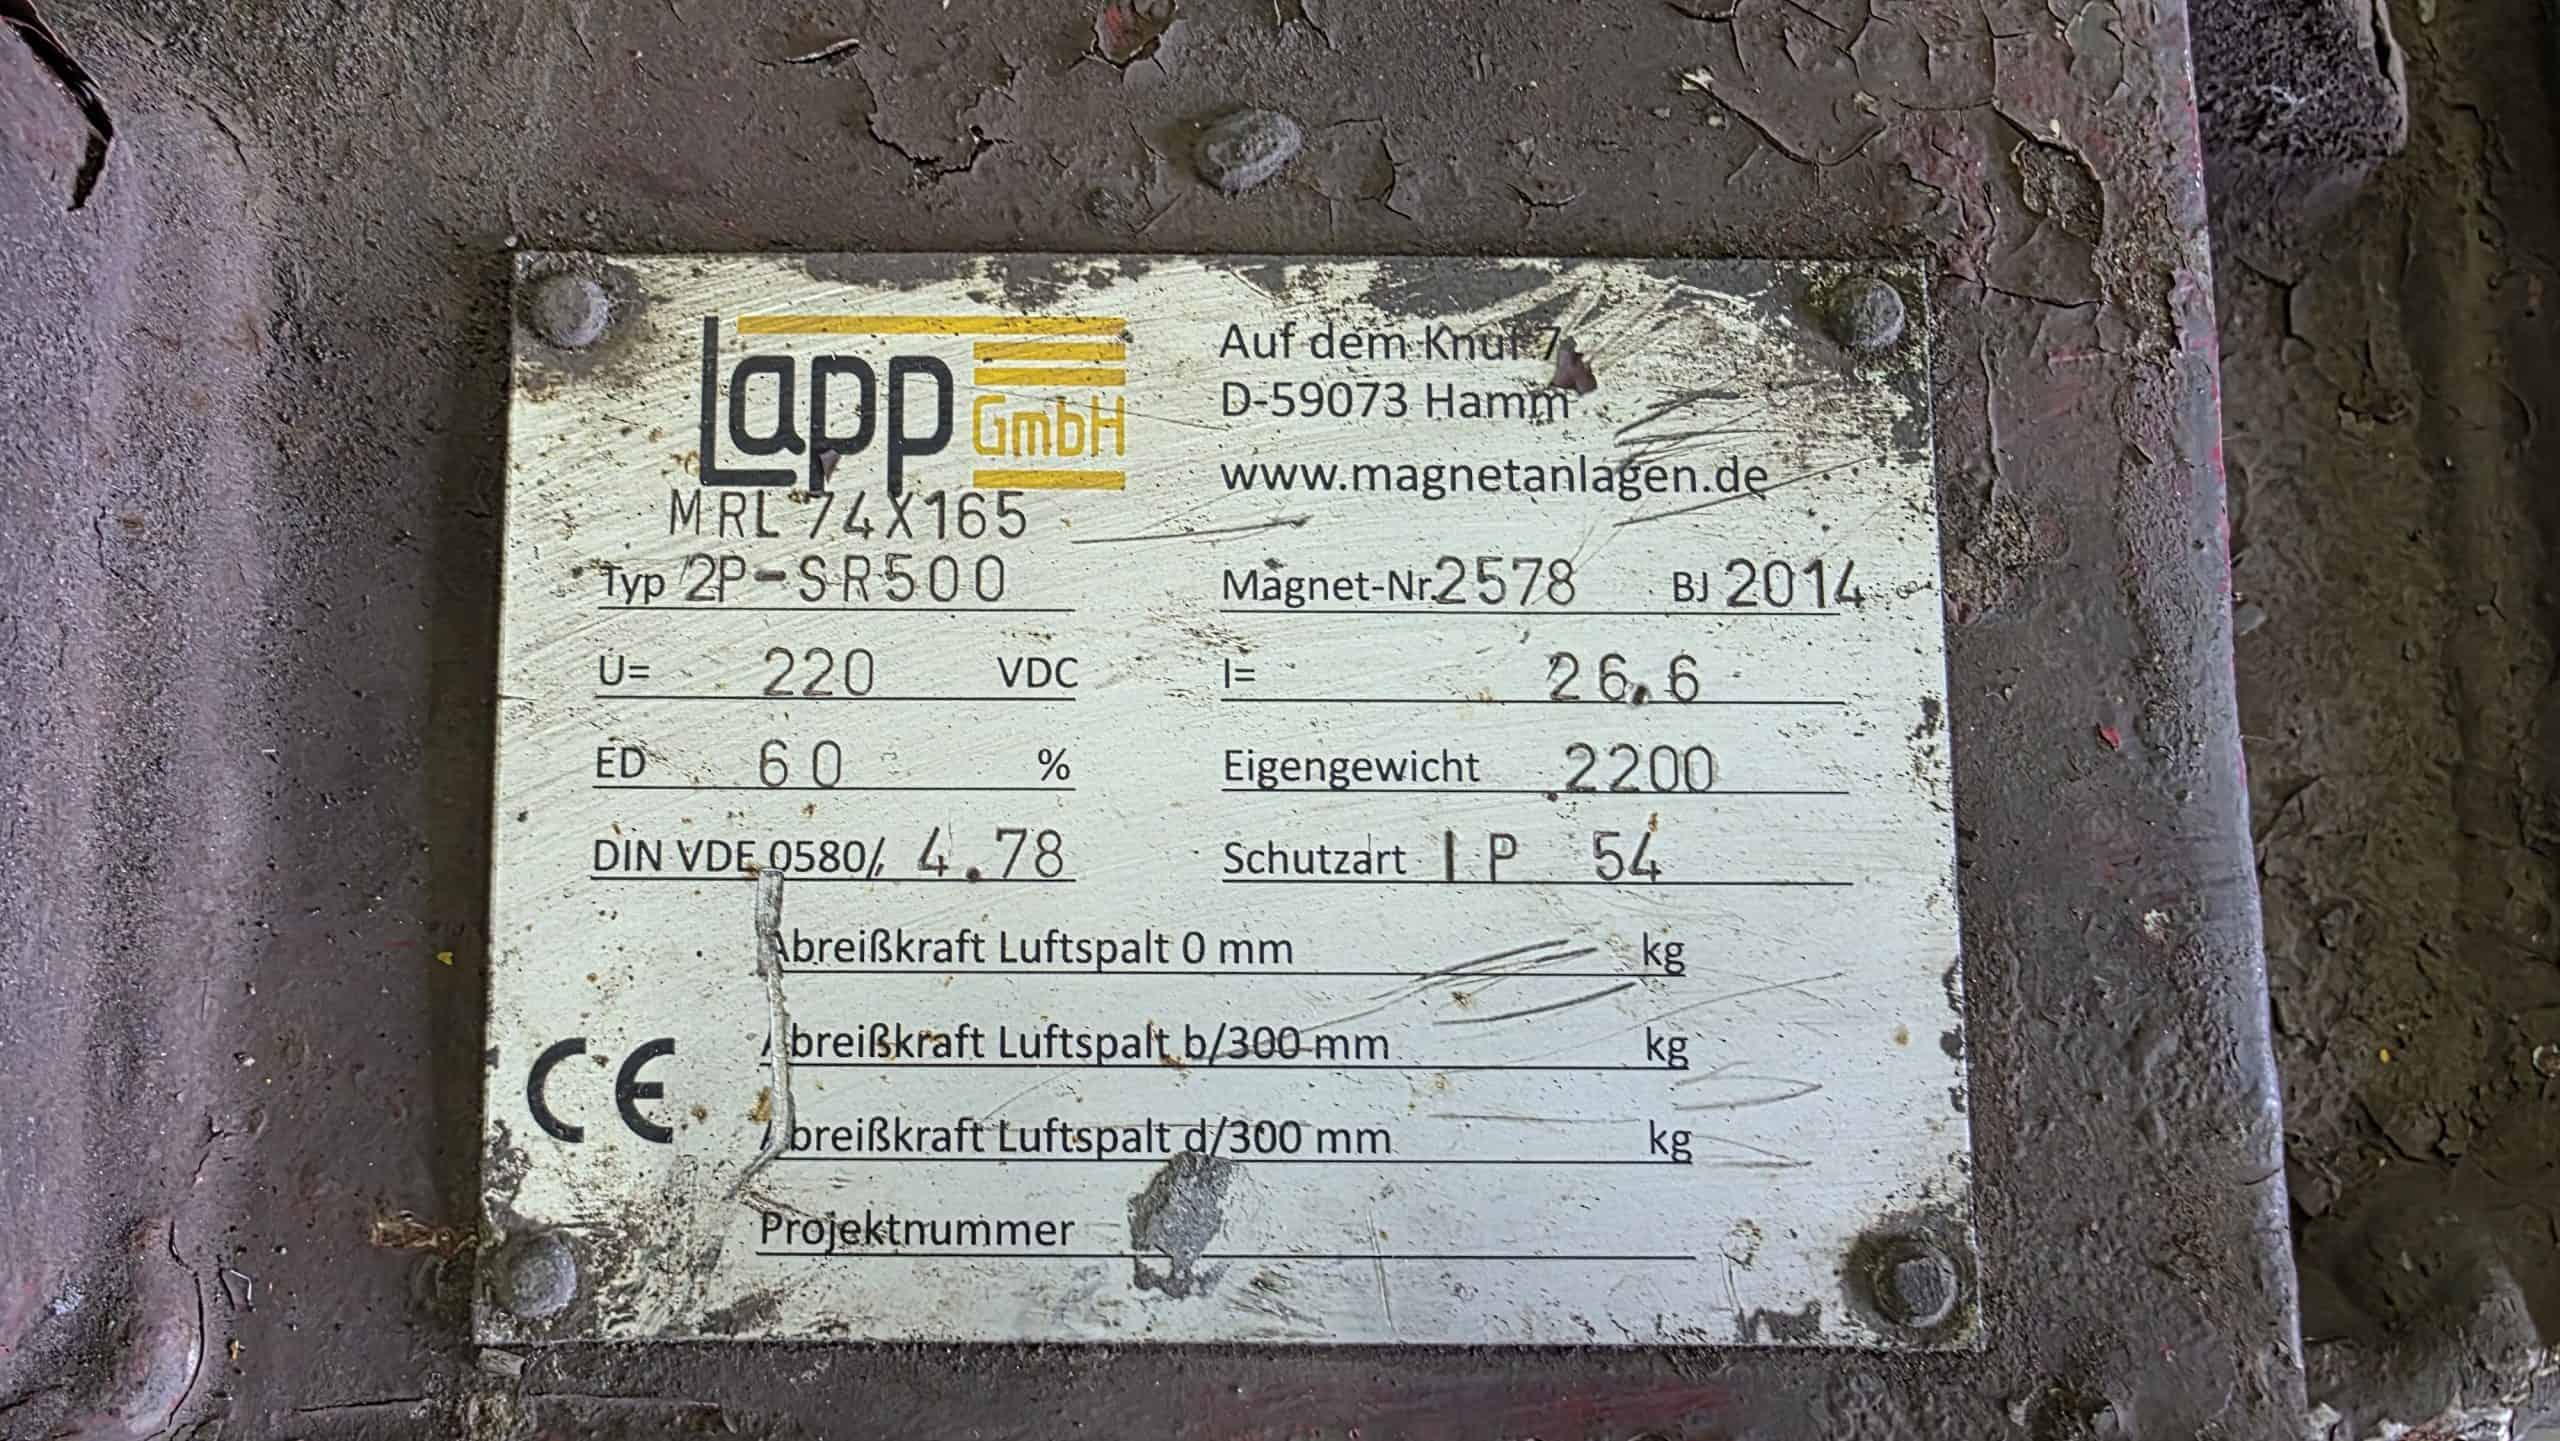 Lapp GmbH
Auf dem Knuf 7
D-59073 Hamm
www.magnetanlagen.de
MRL 74X165
Typ 2P-SR500
Magnet-Nr.2578 BJ 2014
U= 220 VDC
I= 26.6
ED 60 %
Eigengewicht 2200
DIN VDE 0580/ 4.78
Schutzart IP 54
Abreißkraft Luftspalt 0 mm kg
Abreißkraft Luftspalt b/300 mm kg
Abreißkraft Luftspalt d/300 mm kg
CE
Projektnummer